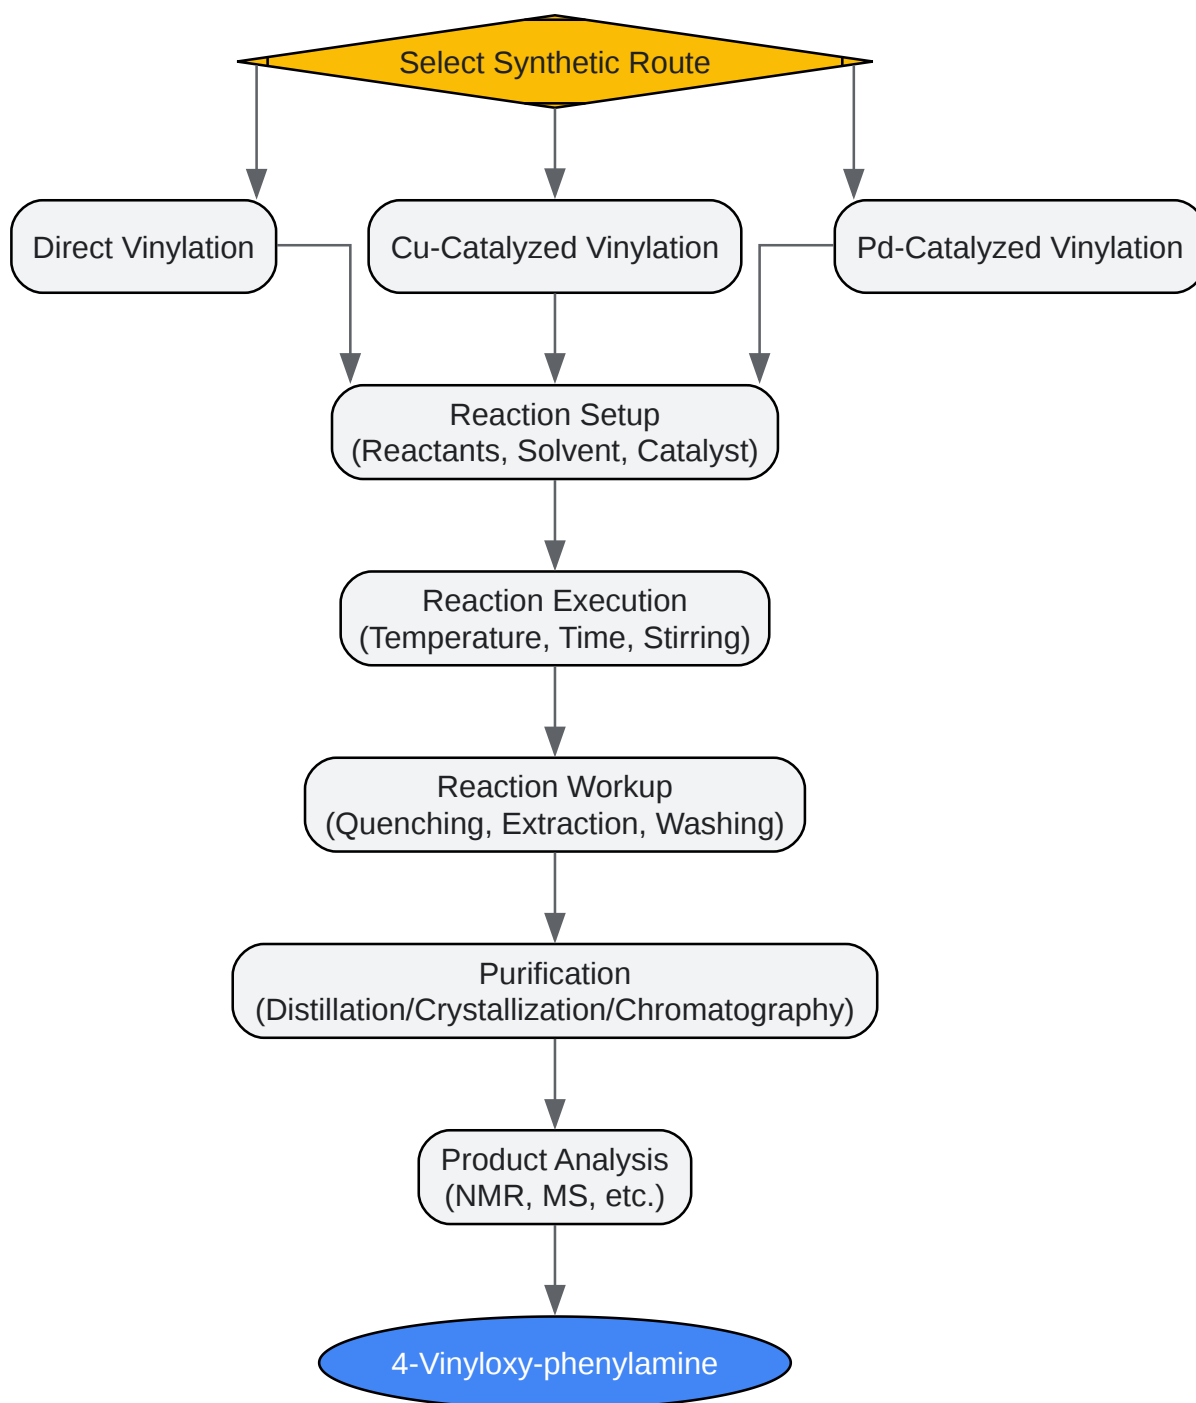 Select Synthetic Route
Direct Vinylation
Cu-Catalyzed Vinylation
Pd-Catalyzed Vinylation
Reaction Setup
(Reactants, Solvent, Catalyst)
Reaction Execution
(Temperature, Time, Stirring)
Reaction Workup
(Quenching, Extraction, Washing)
Purification
(Distillation/Crystallization/Chromatography)
Product Analysis
(NMR, MS, etc.)
4-Vinyloxy-phenylamine